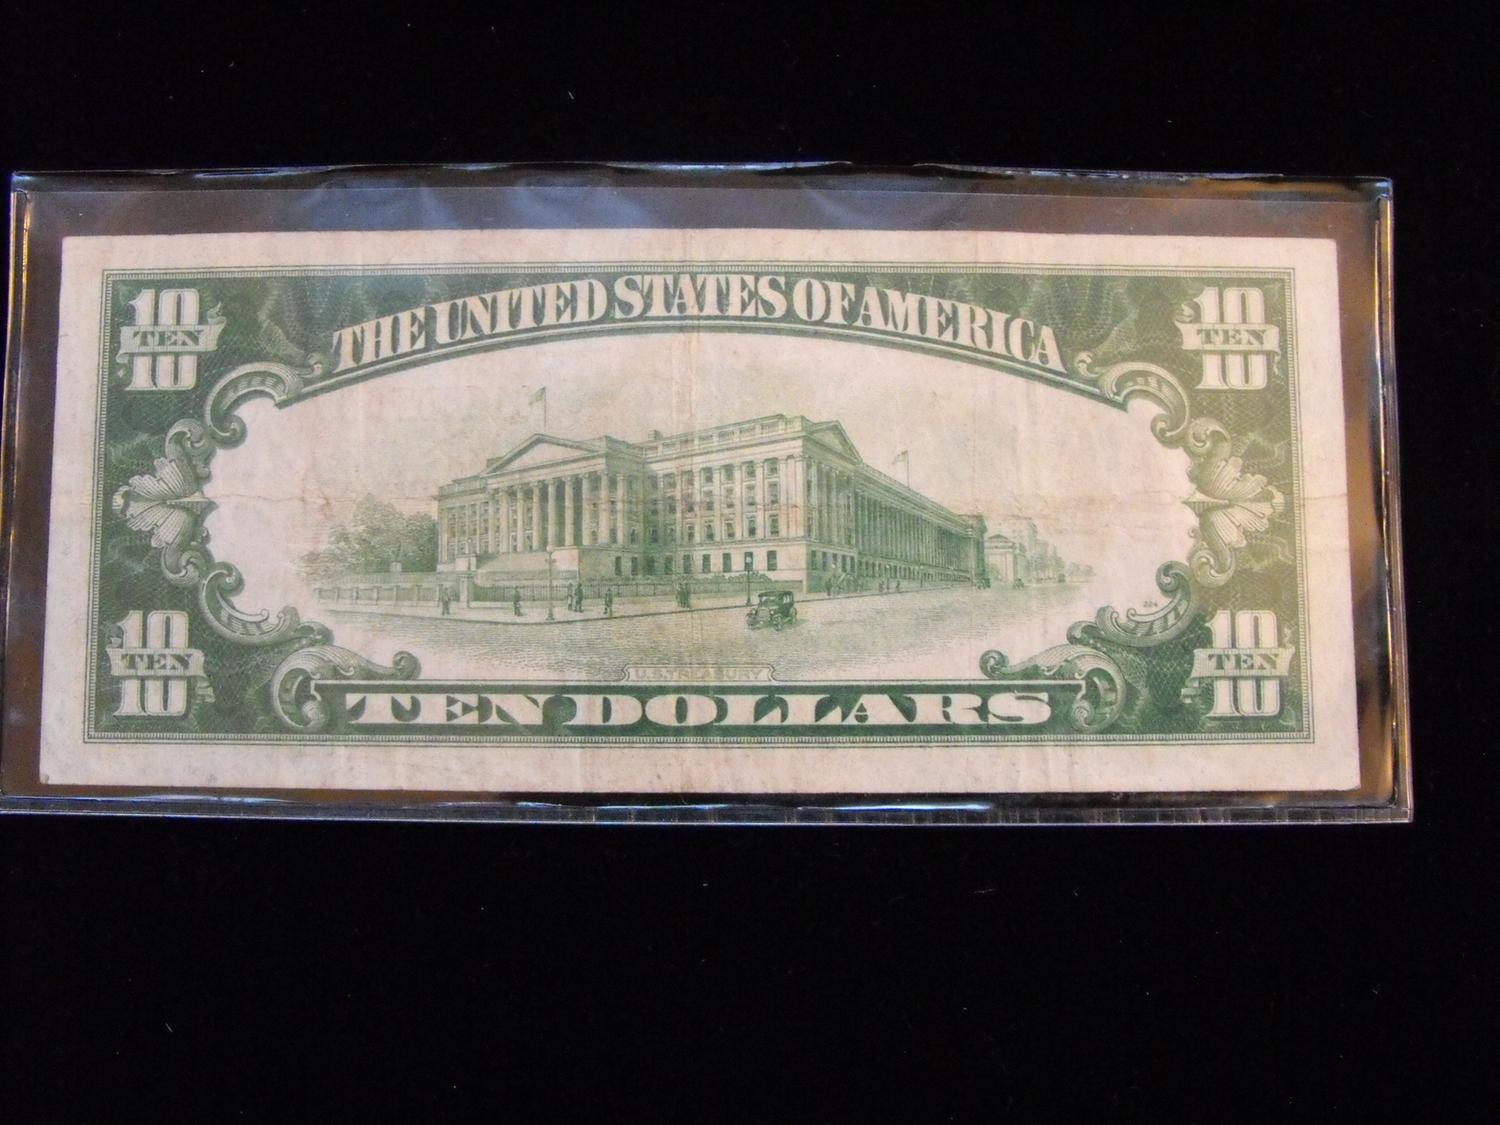 THE UNITED STATES OF AMERICA
10
TEN
10
10
TEN
10
10
TEN
10
10
TEN
10
U.S. TREASURY
TEN DOLLARS